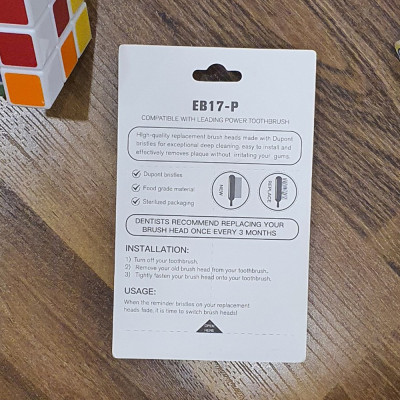 EB17-P
COMPATIBLE WITH LEADING POWER TOOTHBRUSH
High-quality replacement brush heads made with Dupont
bristles for exceptional deep cleaning, easy to install and
effectively removes plaque without irritating your gums.
Dupont bristles
Food grade material
Sterilised packaging
NOW
REPLACE
DENTISTS RECOMMEND REPLACING YOUR
BRUSH HEAD ONCE EVERY 3 MONTHS
INSTALLATION:
1) Turn off your toothbrush.
2) Remove your old brush head from your toothbrush.
3) Tightly fasten your brush head onto your toothbrush.
USAGE:
When the reminder bristles on your replacement
heads fade, it is time to switch brush heads!
OPEN
HERE